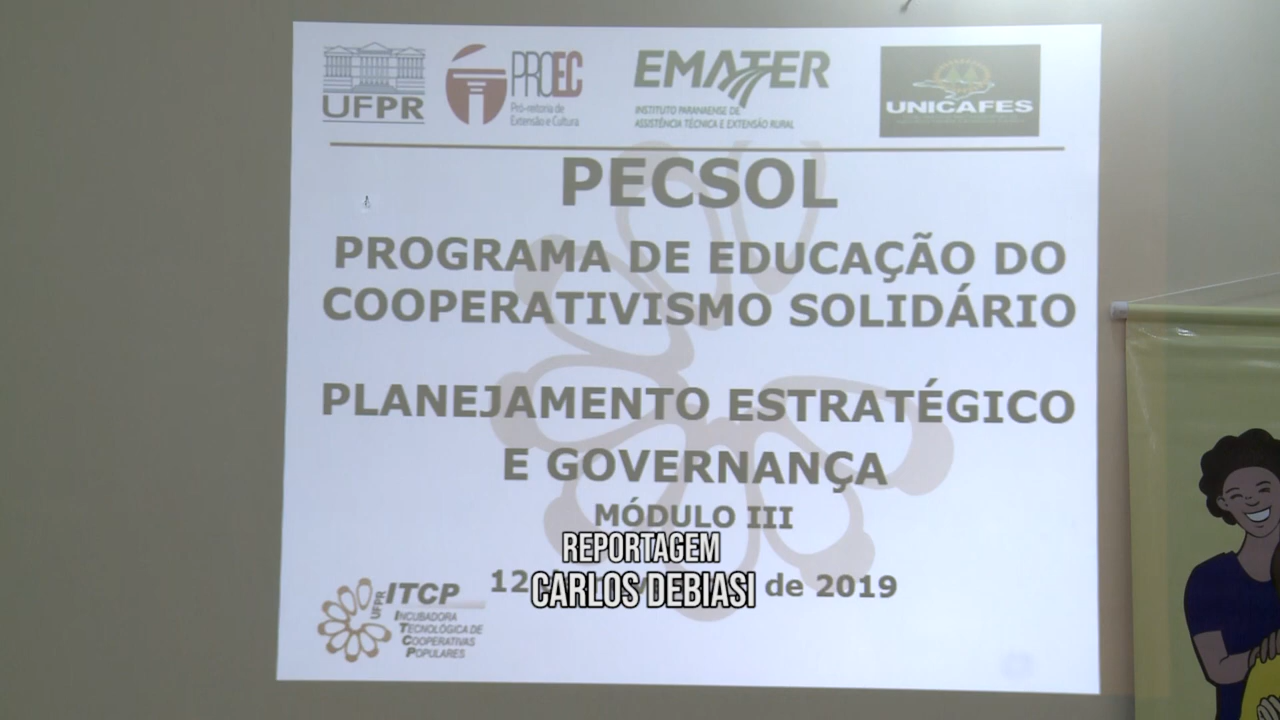 UFPR
PROEC
Pró-reitoria de
Extensão e Cultura
EMATER
INSTITUTO PARANAENSE DE
ASSISTÊNCIA TÉCNICA E EXTENSÃO RURAL
UNICAFES
PECSOL
PROGRAMA DE EDUCAÇÃO DO
COOPERATIVISMO SOLIDÁRIO
PLANEJAMENTO ESTRATÉGICO
E GOVERNANÇA
MÓDULO III
REPORTAGEM
CARLOS DEBIASI
12 de 2019
UFPR
ITCP
INCUBADORA
TECNOLÓGICA DE
COOPERATIVAS
POPULARES